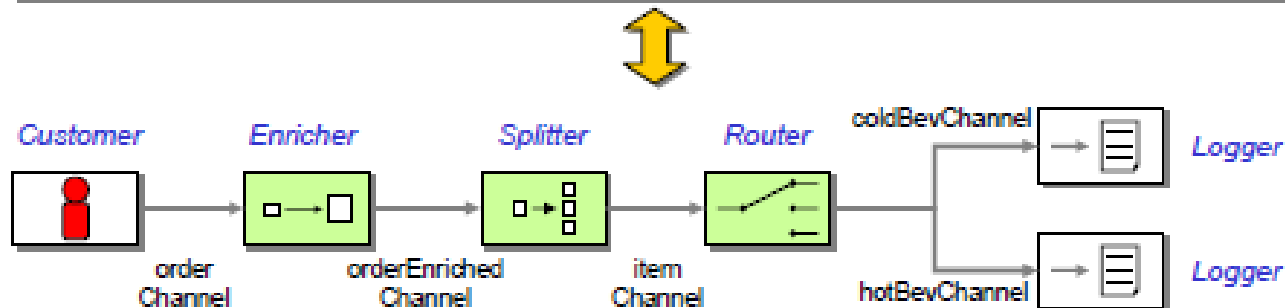 Customer
Enricher
Splitter
Router
coldBevChannel
Logger
order
Channel
orderEnriched
Channel
item
Channel
hotBevChannel
Logger